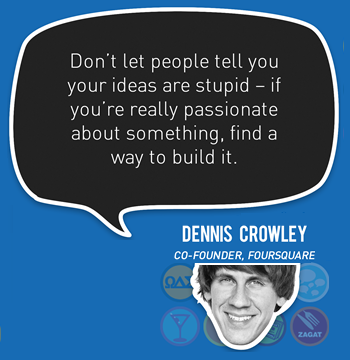 Don't let people tell you
your ideas are stupid – if
you're really passionate
about something, find a
way to build it.
DENNIS CROWLEY
CO-FOUNDER, FOURSQUARE
ZAGAT